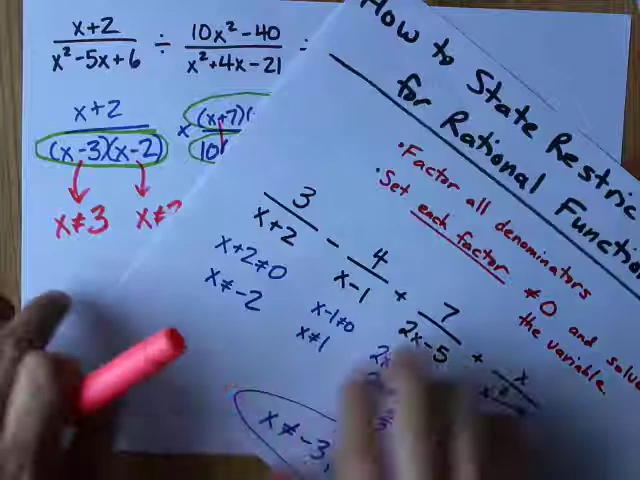 x+2 / x²-5x+6 ÷ 10x²-40 / x²+4x-21
x+2 / (x-3)(x-2) × (x+7)( / 10
x≠3 x≠
How to State Restric
for Rational Function
• Factor all denominators
• Set each factor ≠0 and solve
the variable
3 / x+2 - 4 / x-1 + 7 / 2x-5 + x
x+2≠0
x≠-2
x-1≠0
x≠1
x≠-3,